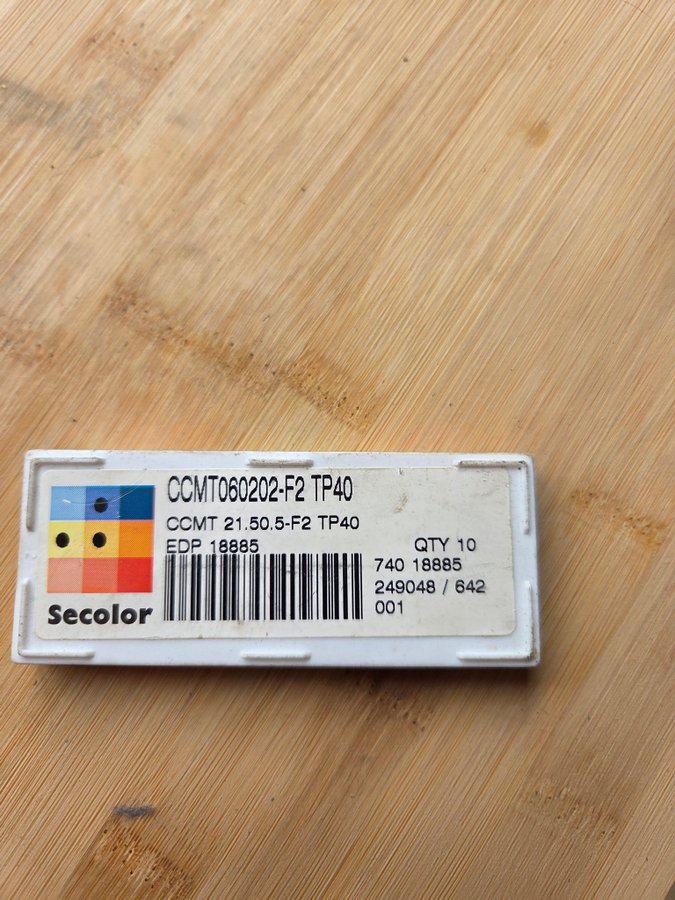 CCMT060202-F2 TP40
CCMT 21.50.5-F2 TP40
EDP 18885
QTY 10
740 18885
249048 / 642
001
Secolor